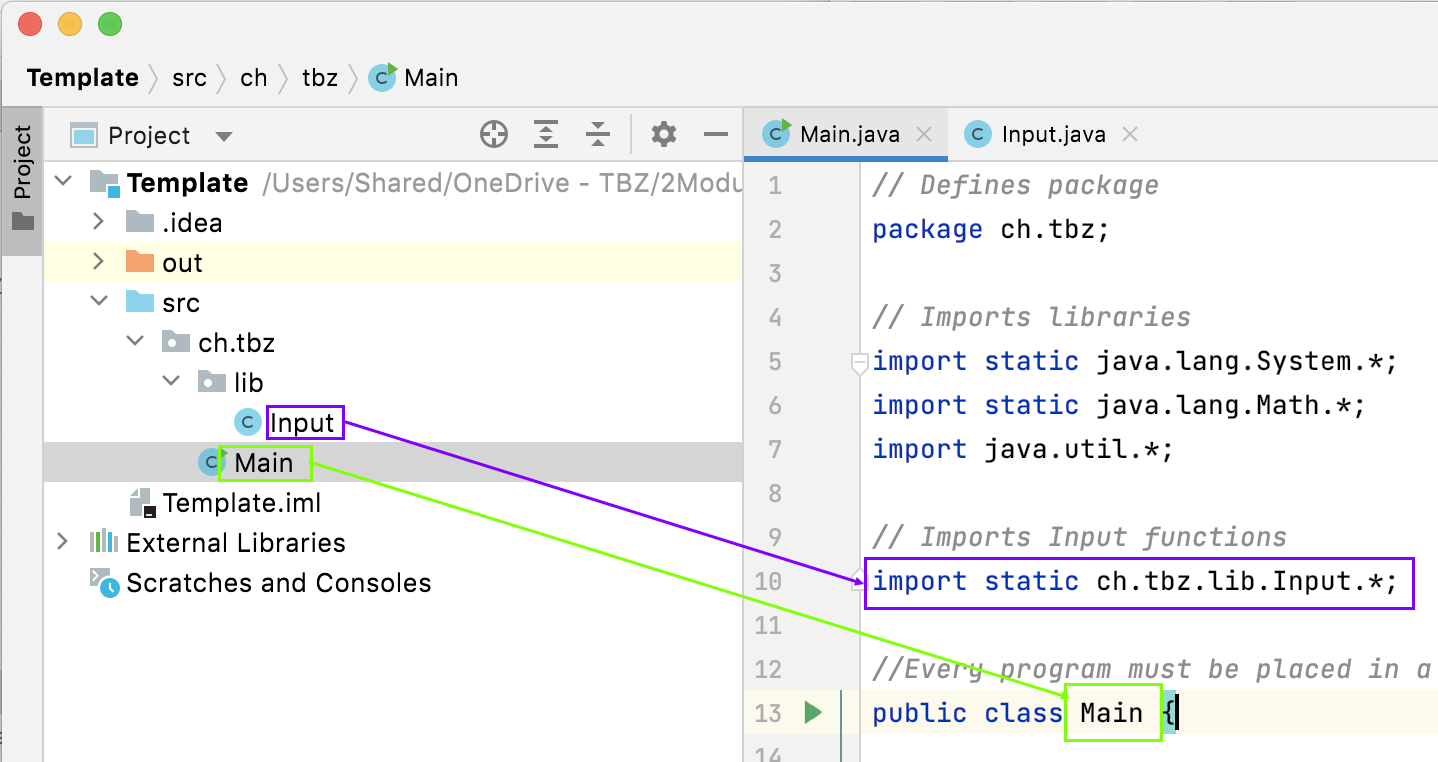 Template src ch tbz C Main
Project
Project
Template /Users/Shared/OneDrive - TBZ/2Modu
.idea
out
src
ch.tbz
lib
C Input
C Main
Template.iml
External Libraries
Scratches and Consoles
C Main.java C Input.java
1 // Defines package
2 package ch.tbz;
3
4 // Imports libraries
5 import static java.lang.System.*;
6 import static java.lang.Math.*;
7 import java.util.*;
8
9 // Imports Input functions
10 import static ch.tbz.lib.Input.*;
11
12 //Every program must be placed in a
13 public class Main {
14